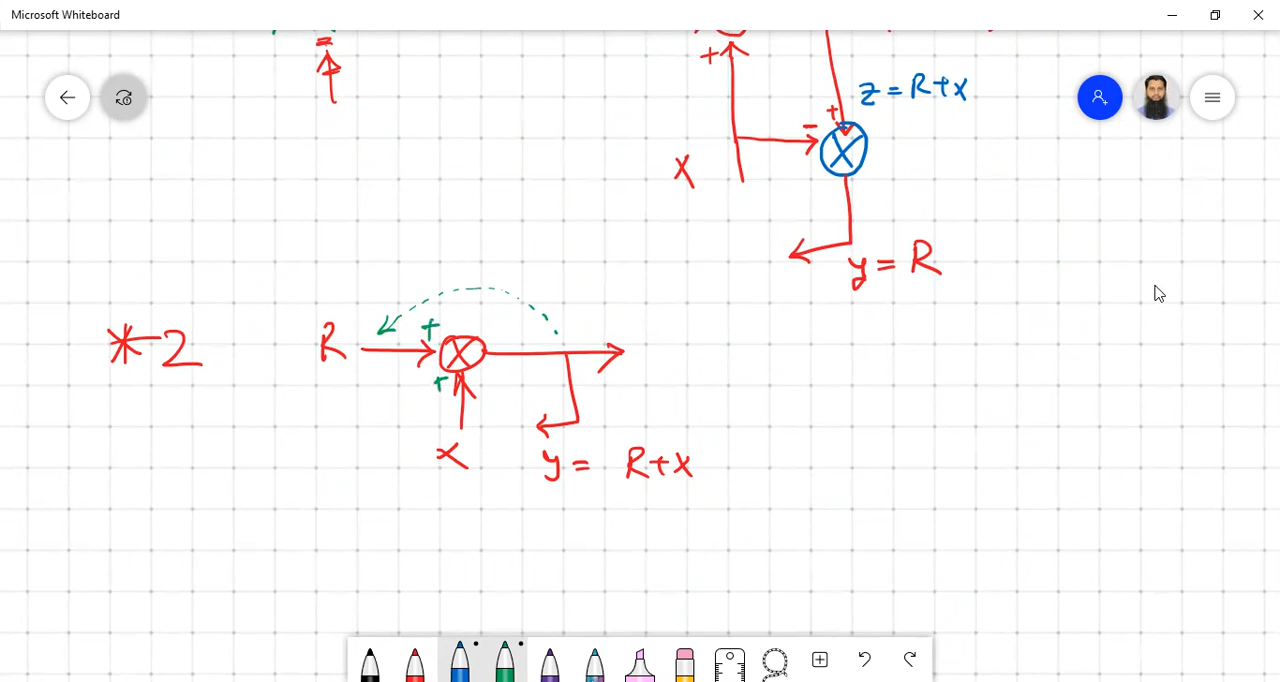 Microsoft Whiteboard
=
+
z = R+X
+
-
X
y = R
*2
R
+
+
x
y = R+X